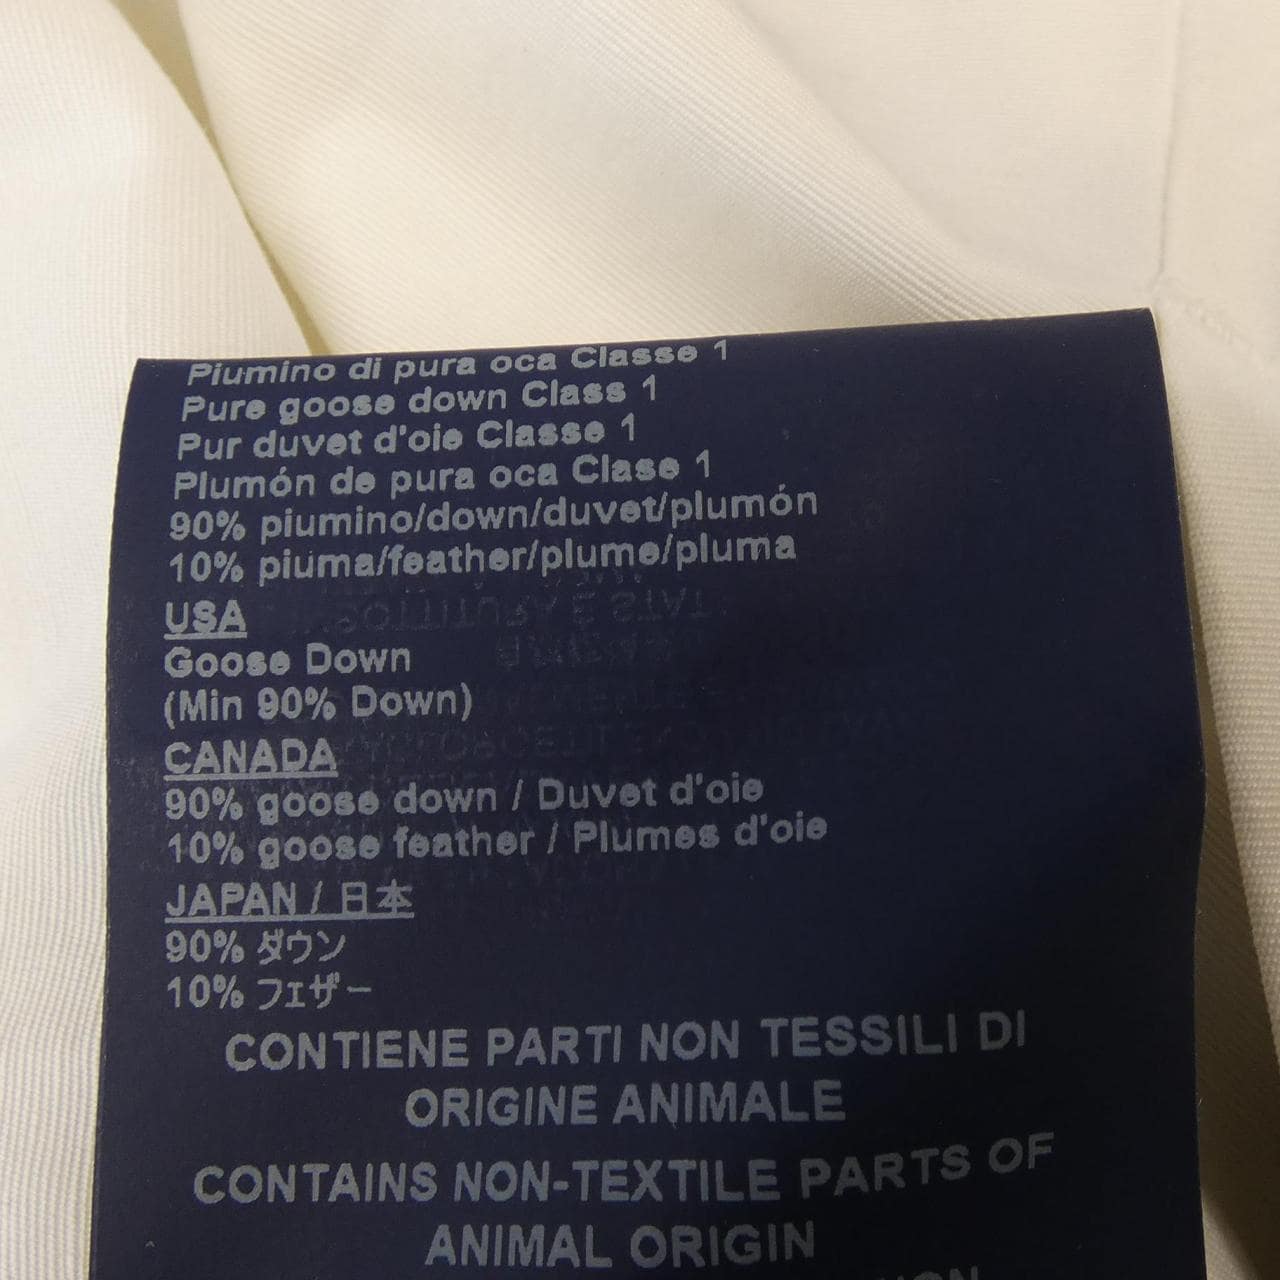 Piumino di pura oca Classe 1
Pure goose down Class 1
Pur duvet d'oie Classe 1
Plumón de pura oca Clase 1
90% piumino/down/duvet/plumón
10% piuma/feather/plume/pluma
USA
Goose Down
(Min 90% Down)
CANADA
90% goose down / Duvet d'oie
10% goose feather / Plumes d'oie
JAPAN / 日本
90% ダウン
10% フェザー
CONTIENE PARTI NON TESSILI DI
ORIGINE ANIMALE
CONTAINS NON-TEXTILE PARTS OF
ANIMAL ORIGIN